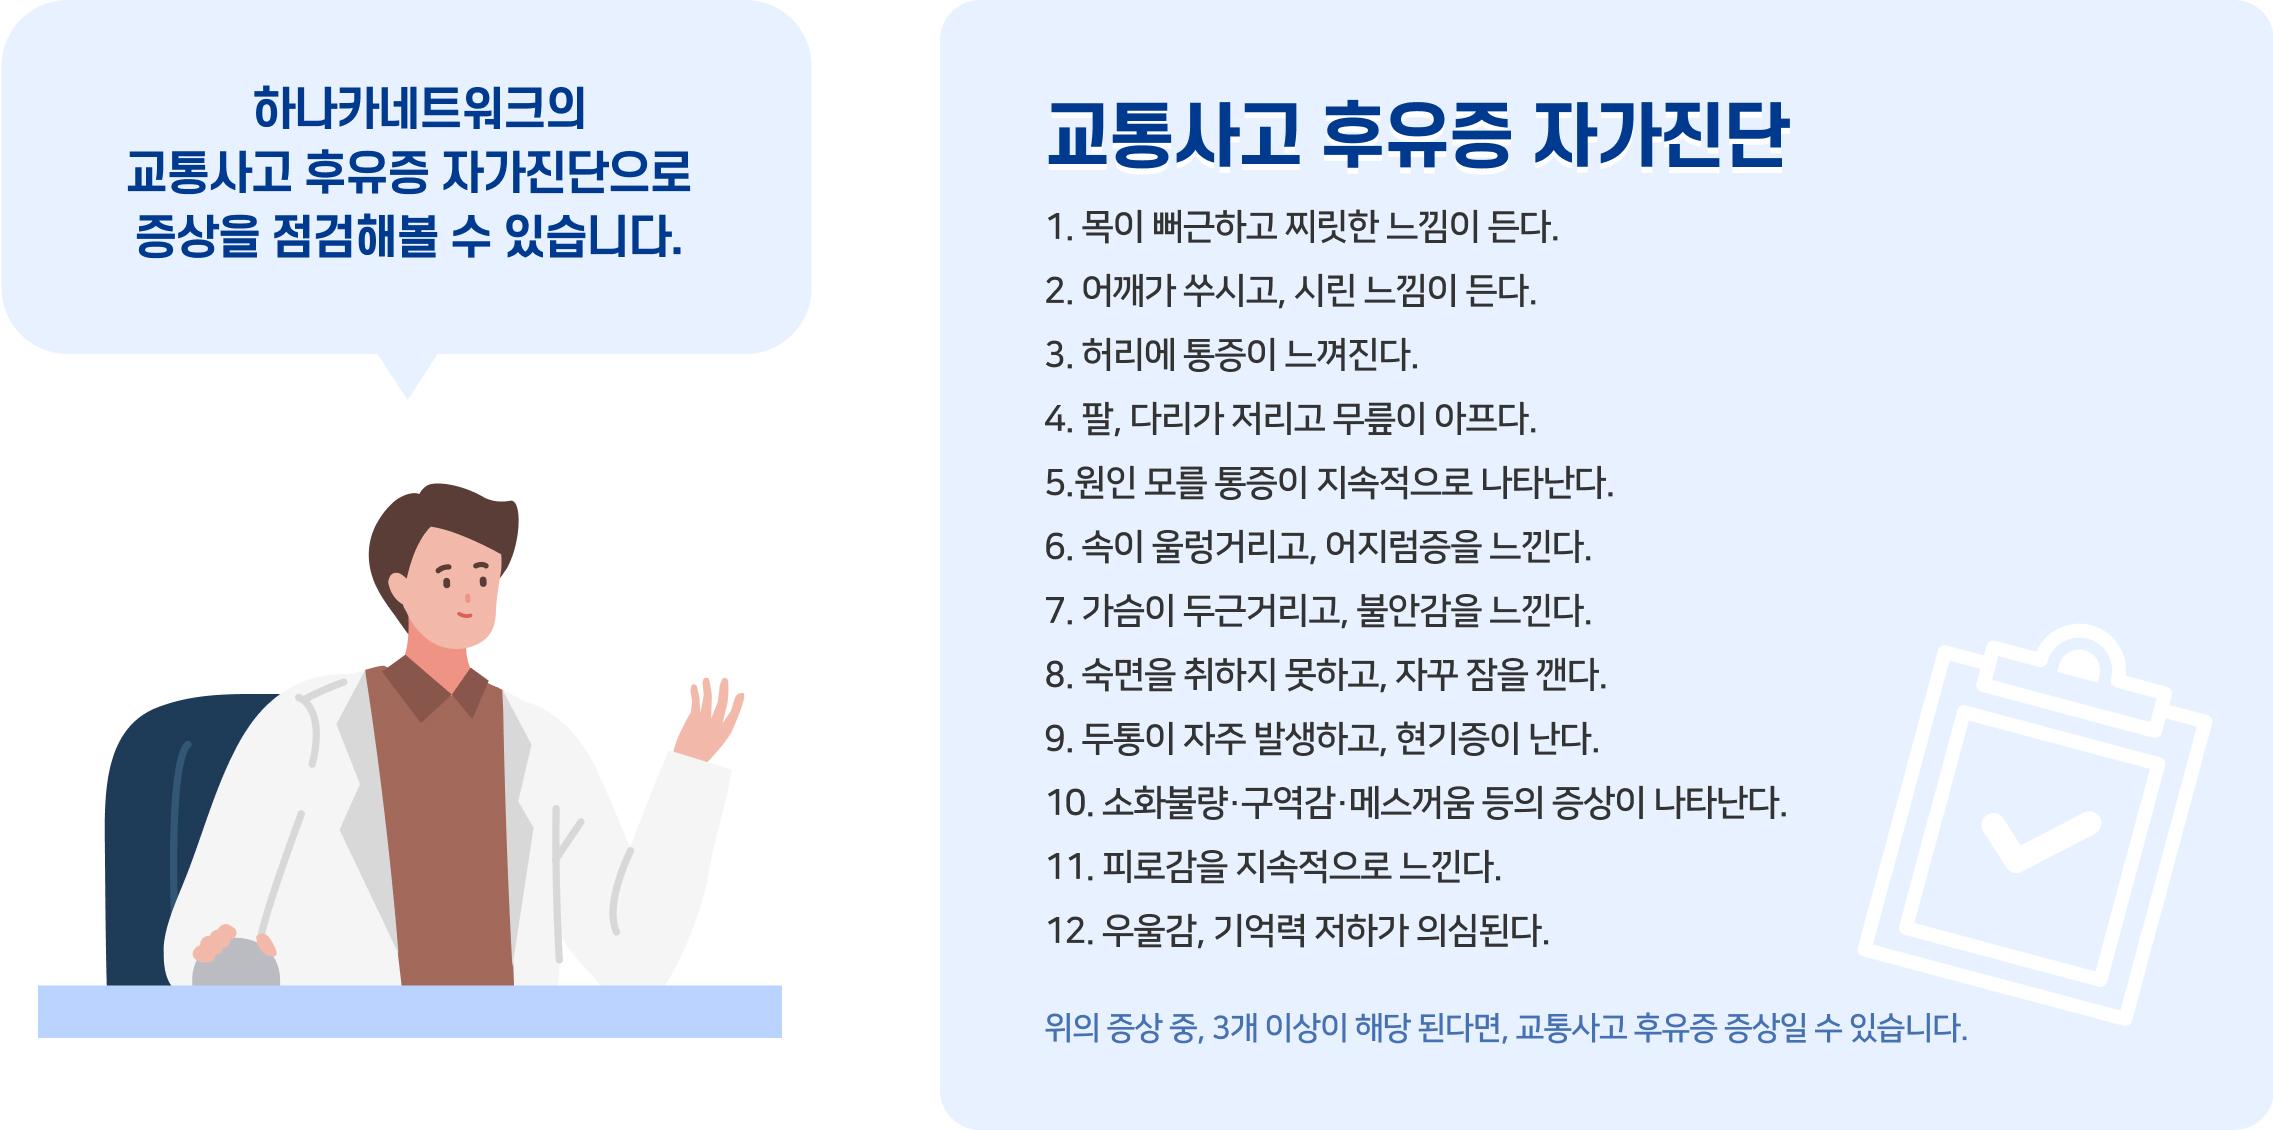 하나카네트워크의
교통사고 후유증 자가진단으로
증상을 점검해볼 수 있습니다.
교통사고 후유증 자가진단
1. 목이 뻐근하고 찌릿한 느낌이 든다.
2. 어깨가 쑤시고, 시린 느낌이 든다.
3. 허리에 통증이 느껴진다.
4. 팔, 다리가 저리고 무릎이 아프다.
5.원인 모를 통증이 지속적으로 나타난다.
6. 속이 울렁거리고, 어지럼증을 느낀다.
7. 가슴이 두근거리고, 불안감을 느낀다.
8. 숙면을 취하지 못하고, 자꾸 잠을 깬다.
9. 두통이 자주 발생하고, 현기증이 난다.
10. 소화불량·구역감·메스꺼움 등의 증상이 나타난다.
11. 피로감을 지속적으로 느낀다.
12. 우울감, 기억력 저하가 의심된다.
위의 증상 중, 3개 이상이 해당 된다면, 교통사고 후유증 증상일 수 있습니다.